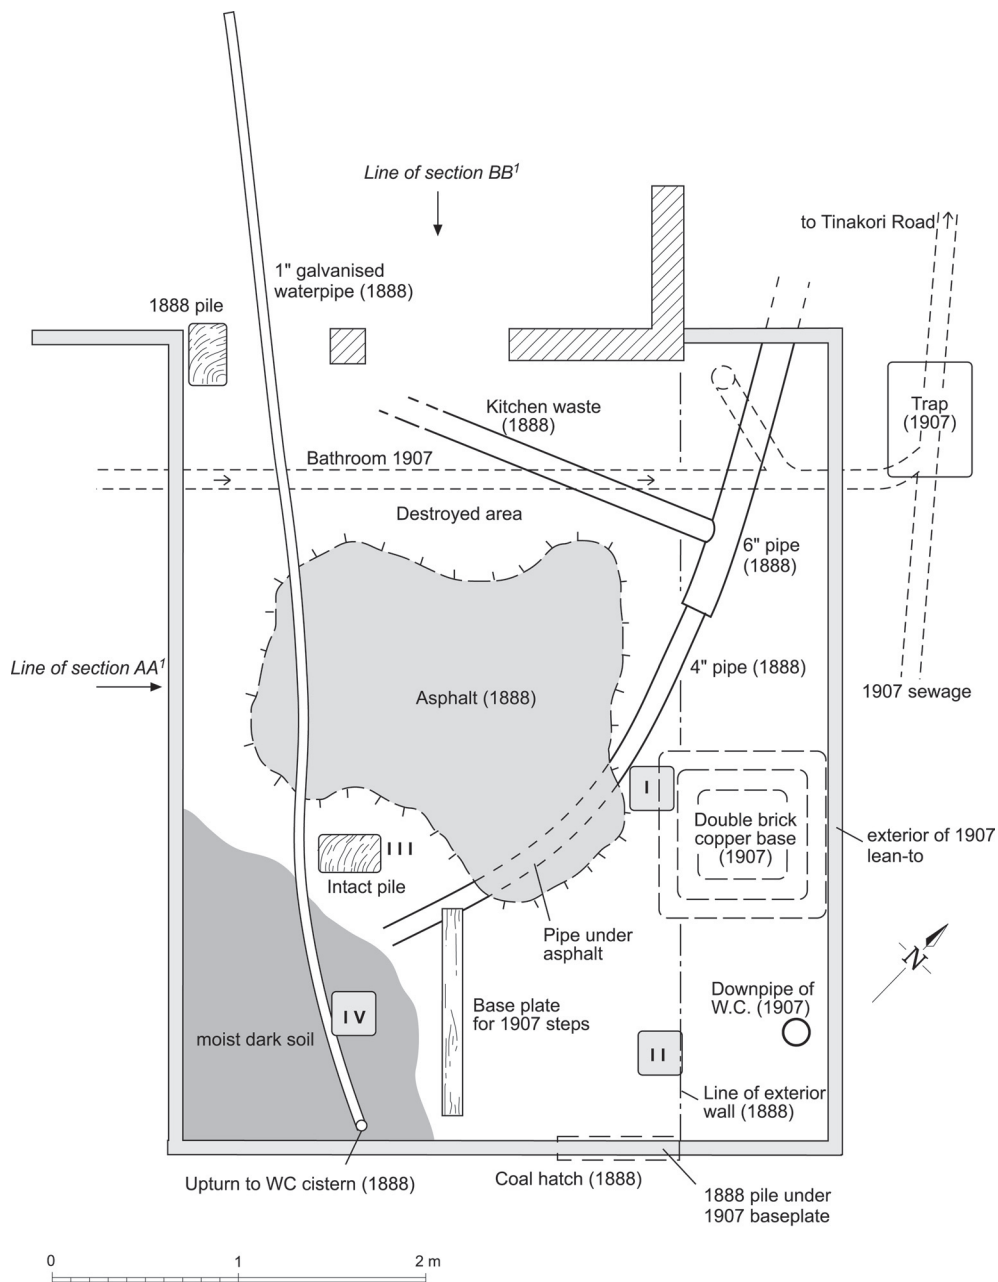 Line of section BB¹
to Tinakori Road
1" galvanised
waterpipe (1888)
1888 pile
Kitchen waste
(1888)
Trap
(1907)
Bathroom 1907
Destroyed area
6" pipe
(1888)
Line of section AA¹
4" pipe (1888)
Asphalt (1888)
1907 sewage
I
Double brick
copper base
(1907)
exterior of 1907
lean-to
III
Intact pile
Pipe under
asphalt
N
Downpipe of
W.C. (1907)
Base plate
for 1907 steps
IV
moist dark soil
II
Line of exterior
wall (1888)
Upturn to WC cistern (1888)
Coal hatch (1888)
1888 pile under
1907 baseplate
0 1 2 m